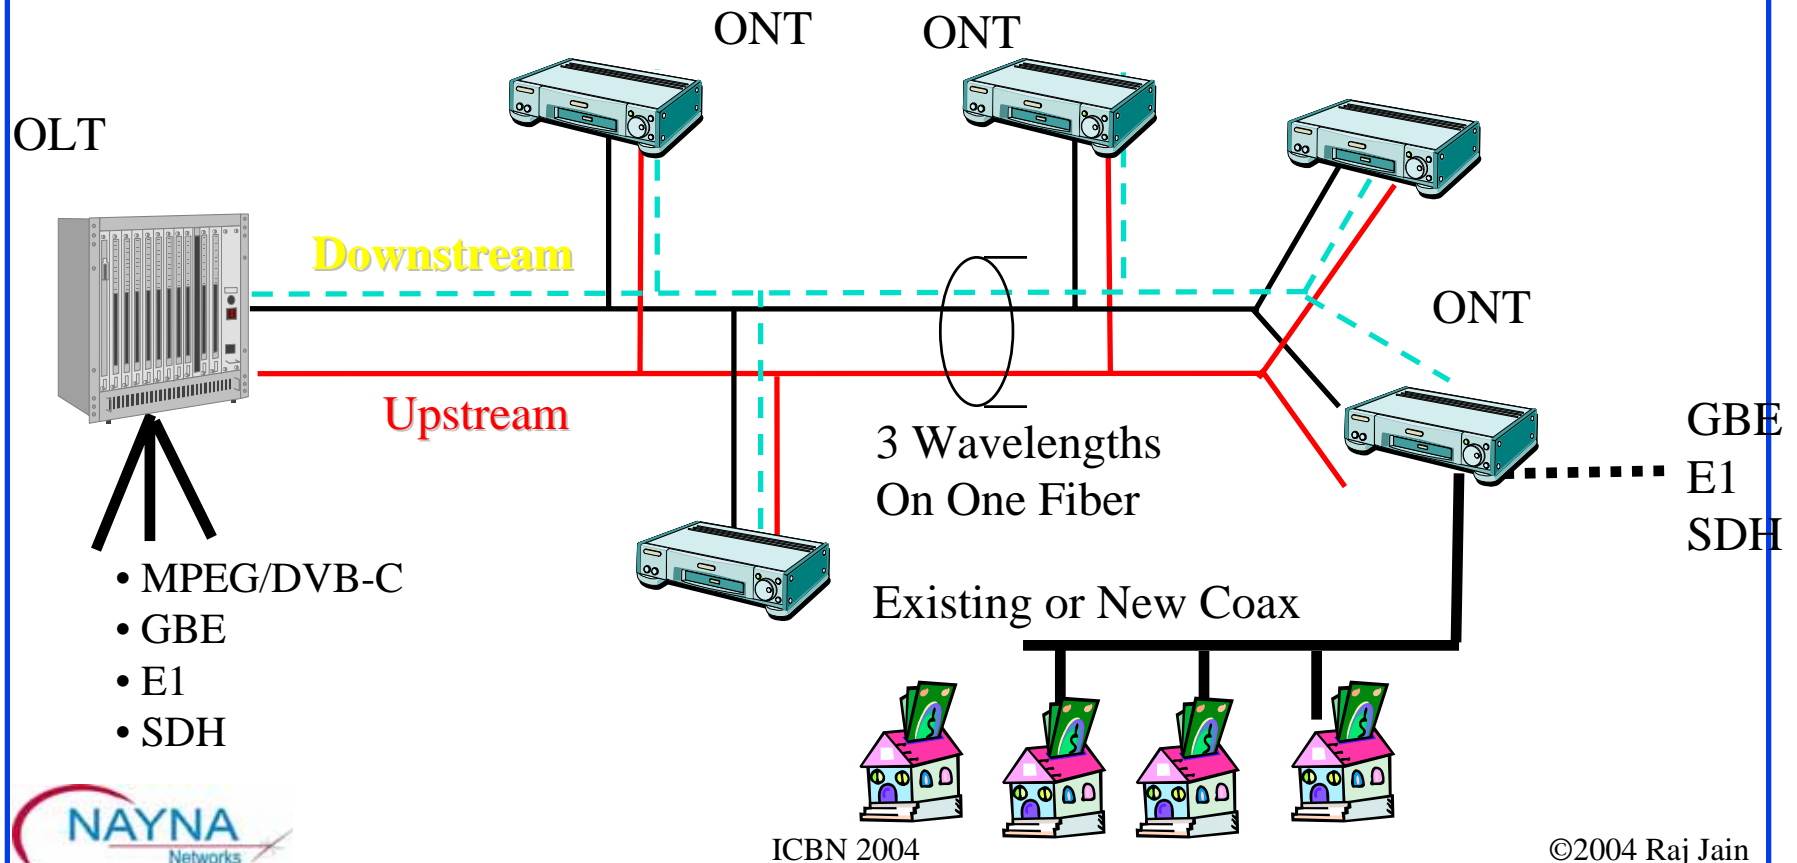 ONT
ONT
OLT
Downstream
ONT
Upstream
3 Wavelengths
On One Fiber
GBE
E1
SDH
• MPEG/DVB-C
• GBE
• E1
• SDH
Existing or New Coax
NAYNA
Networks
ICBN 2004
©2004 Raj Jain